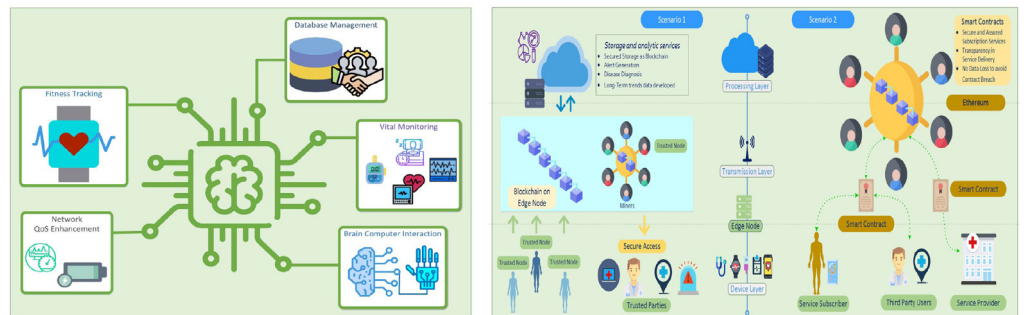 Database Management
Fitness Tracking
Vital Monitoring
Network
QoS Enhancement
Brain Computer Interaction
Scenario 1
Storage and analytic services
Secured Storage as Blockchain
Alert Generation
Disease Diagnosis
Long-Term trends data developed
Trusted Node
Miners
Blockchain on
Edge Node
Trusted Node
Trusted Node
Trusted Node
Secure Access
Trusted Parties
Processing Layer
Transmission Layer
Edge Node
Device Layer
Scenario 2
Smart Contracts
Secure and Assured
Subscription Services
Transparency in
Service Delivery
No Data Loss to avoid
Contract Breach
Ethereum
Smart Contract
Smart Contract
Service Subscriber
Third Party Users
Service Provider